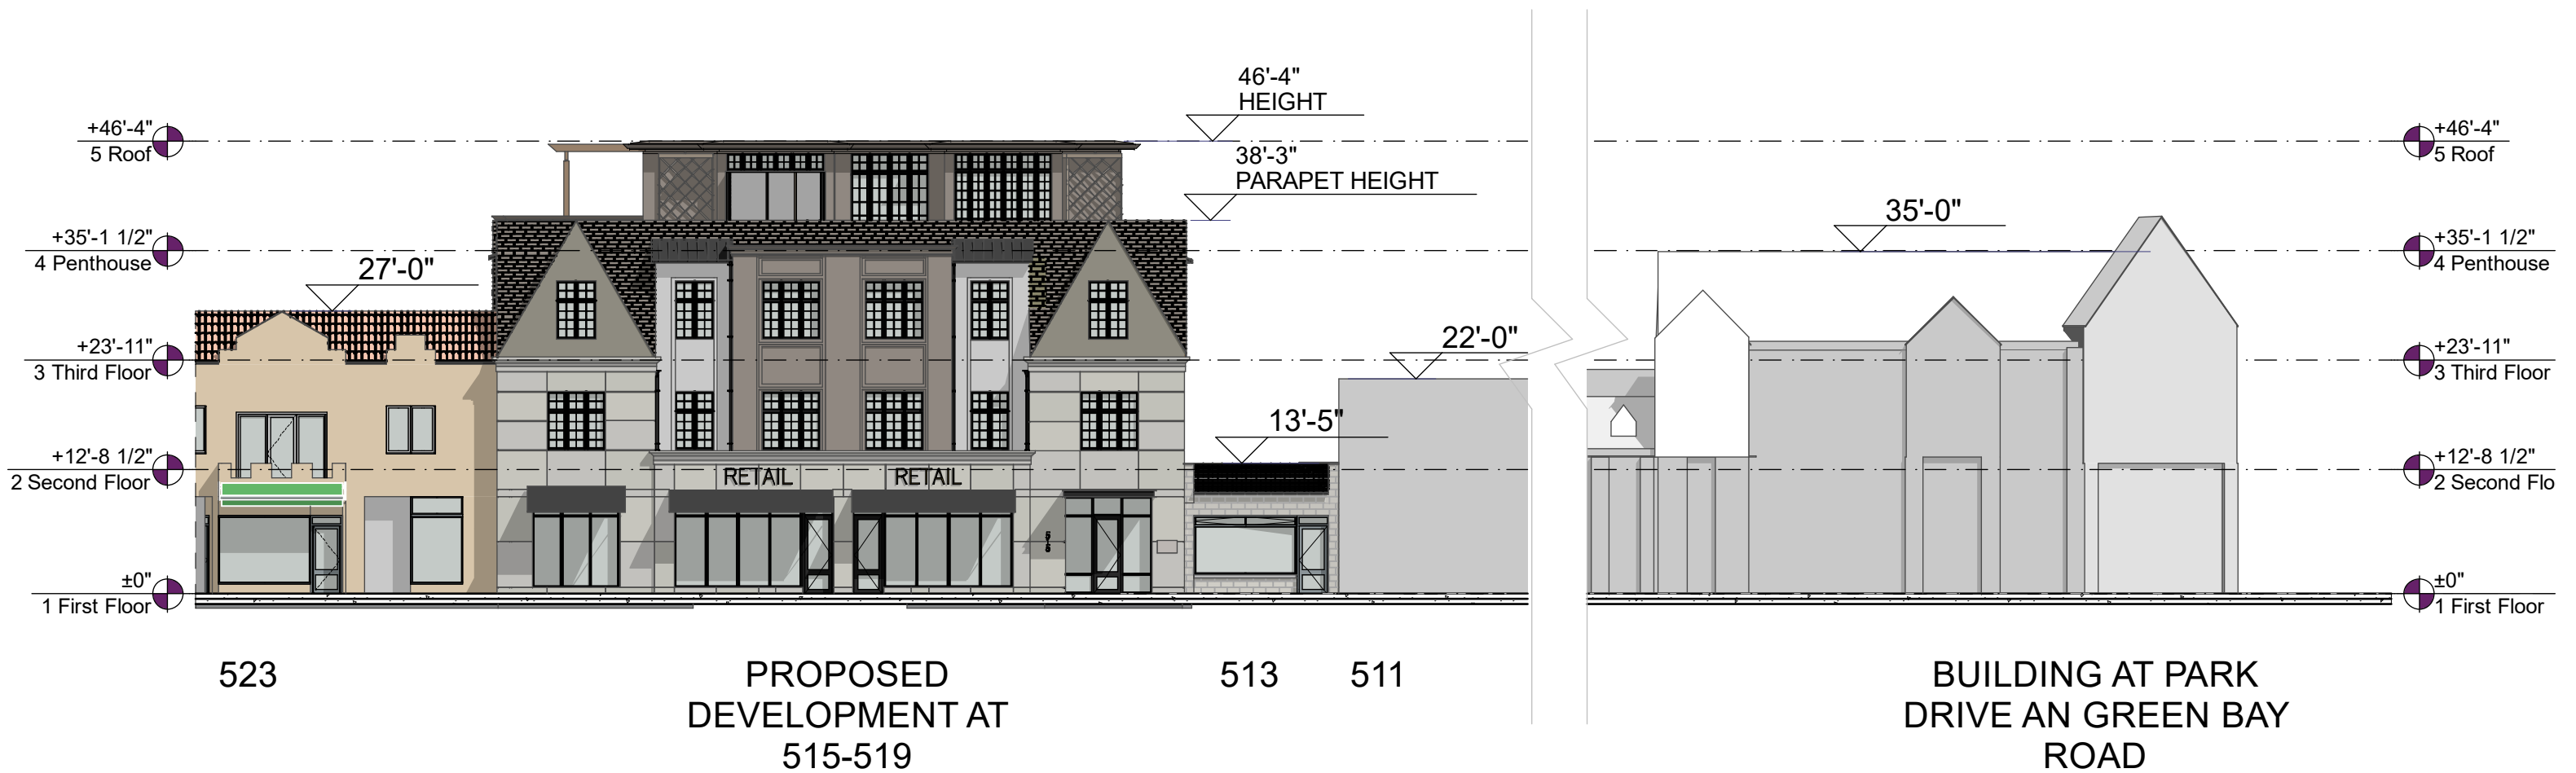 46'-4"
HEIGHT
+46'-4"
5 Roof
+46'-4"
5 Roof
38'-3"
PARAPET HEIGHT
35'-0"
+35'-1 1/2"
4 Penthouse
+35'-1 1/2"
4 Penthouse
27'-0"
22'-0"
+23'-11"
3 Third Floor
+23'-11"
3 Third Floor
13'-5"
+12'-8 1/2"
2 Second Floor
RETAIL RETAIL
+12'-8 1/2"
2 Second Flo
515
±0"
1 First Floor
±0"
1 First Floor
523
PROPOSED
DEVELOPMENT AT
515-519
513
511
BUILDING AT PARK
DRIVE AN GREEN BAY
ROAD